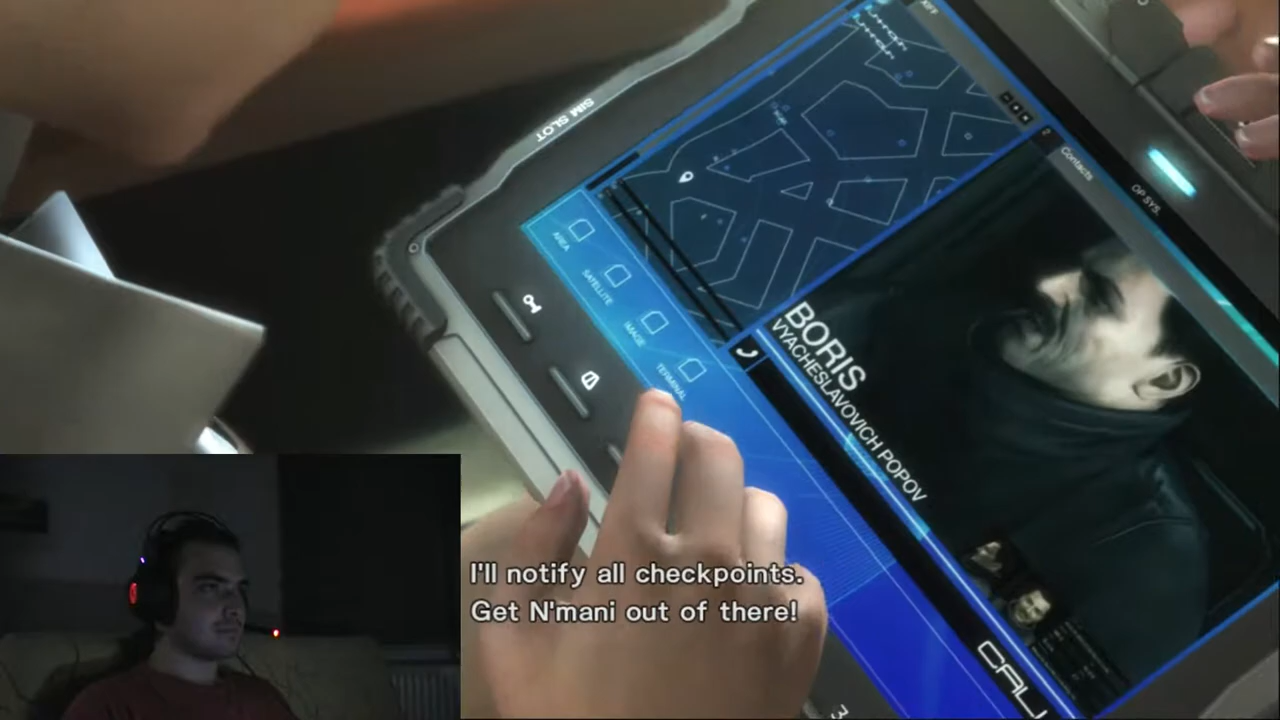 SIM SLOT
OP SYS.
Contacts
AREA
SATELLITE
IMAGE
TERMINAL
BORIS
VYACHESLAVOVICH POPOV
I'll notify all checkpoints.
Get N'mani out of there!